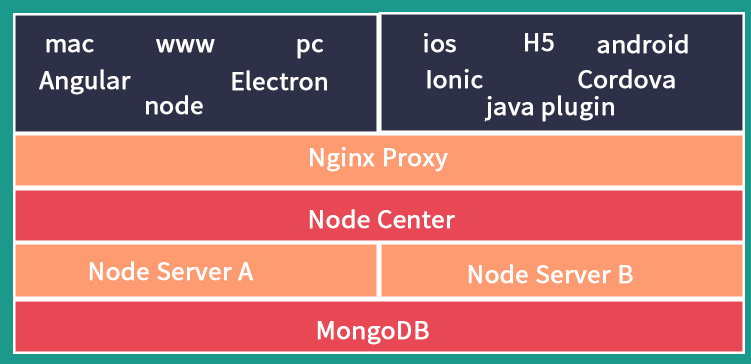 mac www pc
Angular Electron
node
ios H5 android
Ionic Cordova
java plugin
Nginx Proxy
Node Center
Node Server A
Node Server B
MongoDB